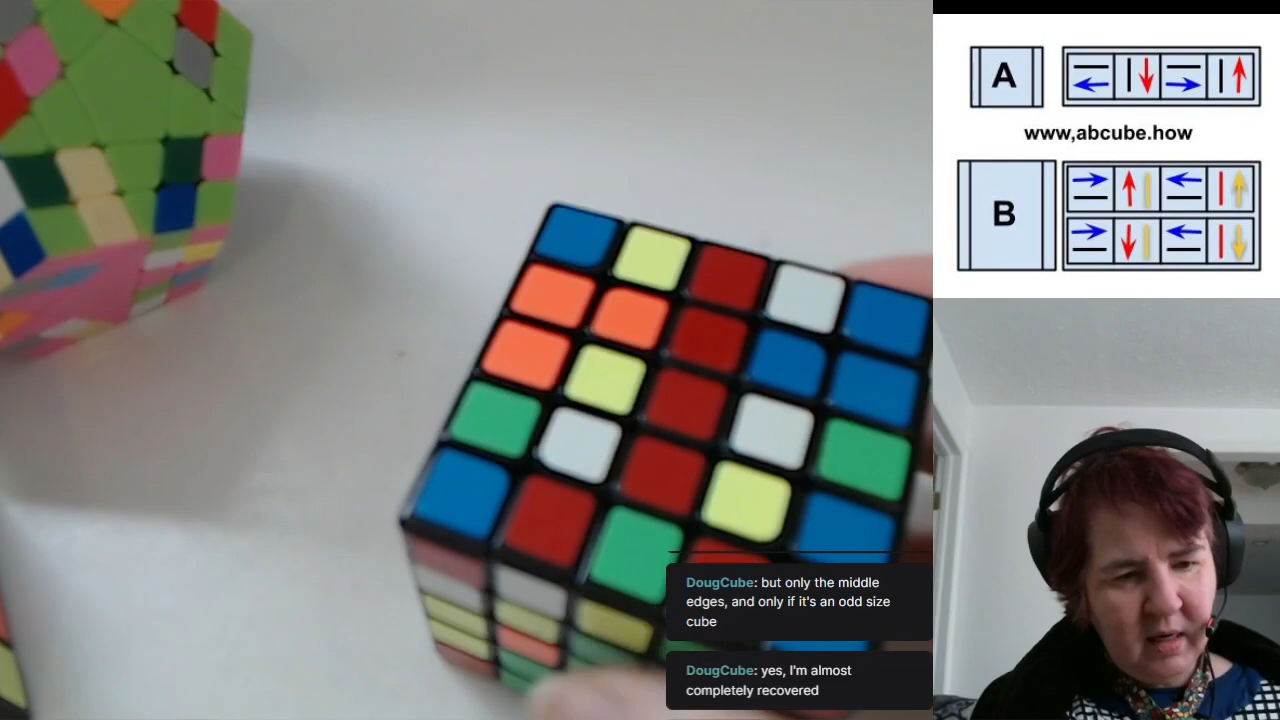 A
www,abcube.how
B
DougCube: but only the middle
edges, and only if it's an odd size
cube
DougCube: yes, I'm almost
completely recovered